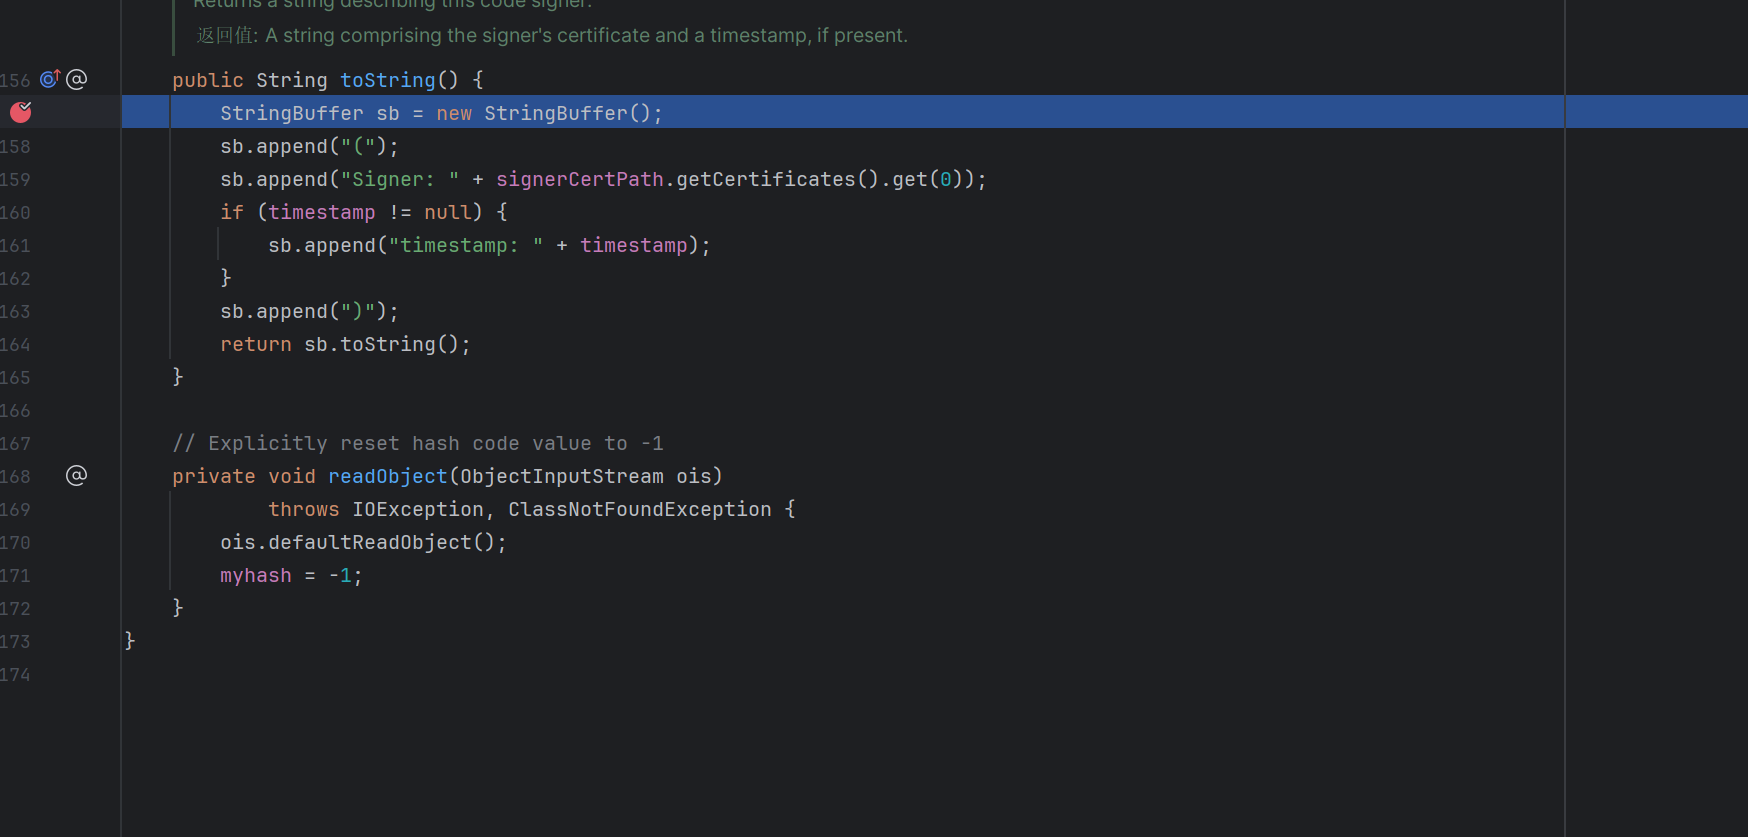 Returns a string describing this code signer.
返回值: A string comprising the signer's certificate and a timestamp, if present.
156 @ public String toString() {
StringBuffer sb = new StringBuffer();
158 sb.append("(");
159 sb.append("Signer: " + signerCertPath.getCertificates().get(0));
160 if (timestamp != null) {
161 sb.append("timestamp: " + timestamp);
162 }
163 sb.append(")");
164 return sb.toString();
165 }
166
167 // Explicitly reset hash code value to -1
168 @ private void readObject(ObjectInputStream ois)
169 throws IOException, ClassNotFoundException {
170 ois.defaultReadObject();
171 myhash = -1;
172 }
173 }
174